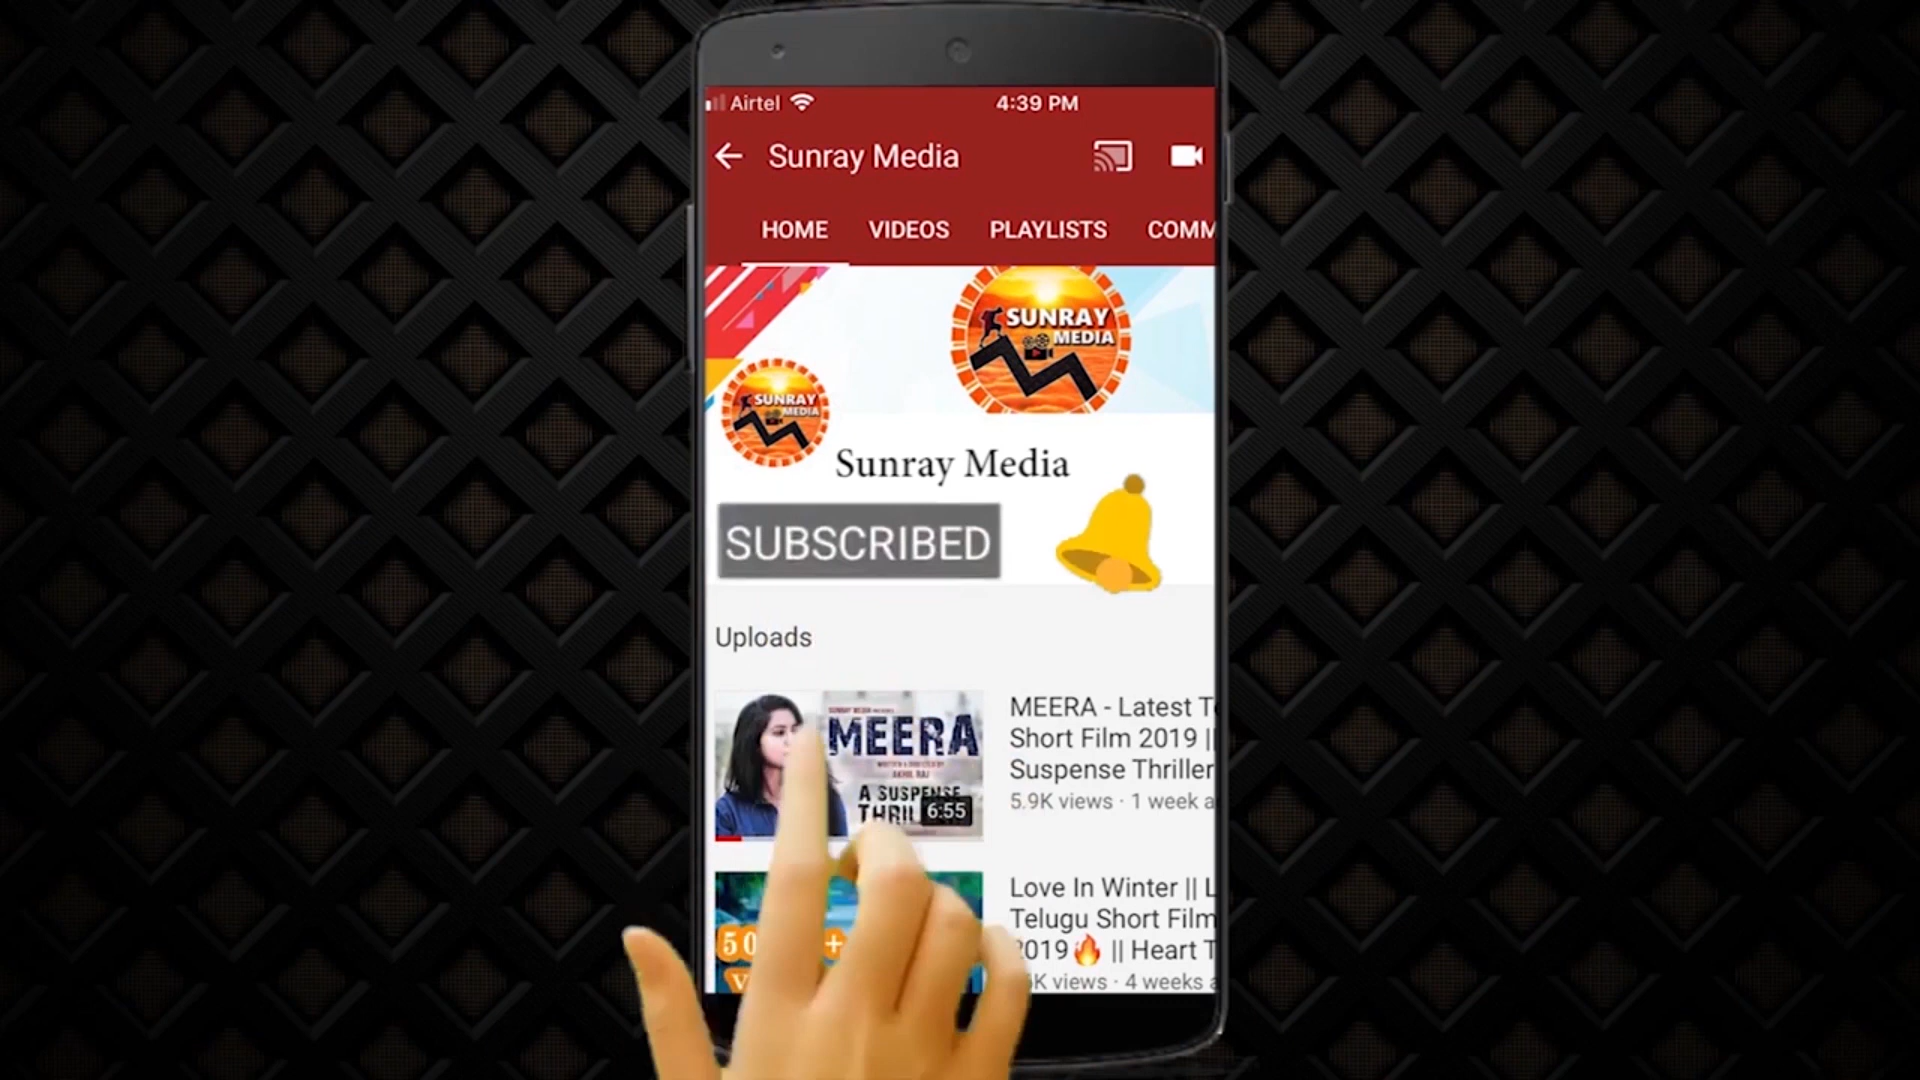 Airtel 4:39 PM
Sunray Media
HOME VIDEOS PLAYLISTS COMM
SUNRAY
MEDIA
SUNRAY
MEDIA
Sunray Media
SUBSCRIBED
Uploads
MEERA
A SUSPENSE
6:55
MEERA - Latest T
Short Film 2019 ||
Suspense Thriller
5.9K views · 1 week a
50 +
Love In Winter || L
Telugu Short Film
2019🔥 || Heart T
K views · 4 weeks a